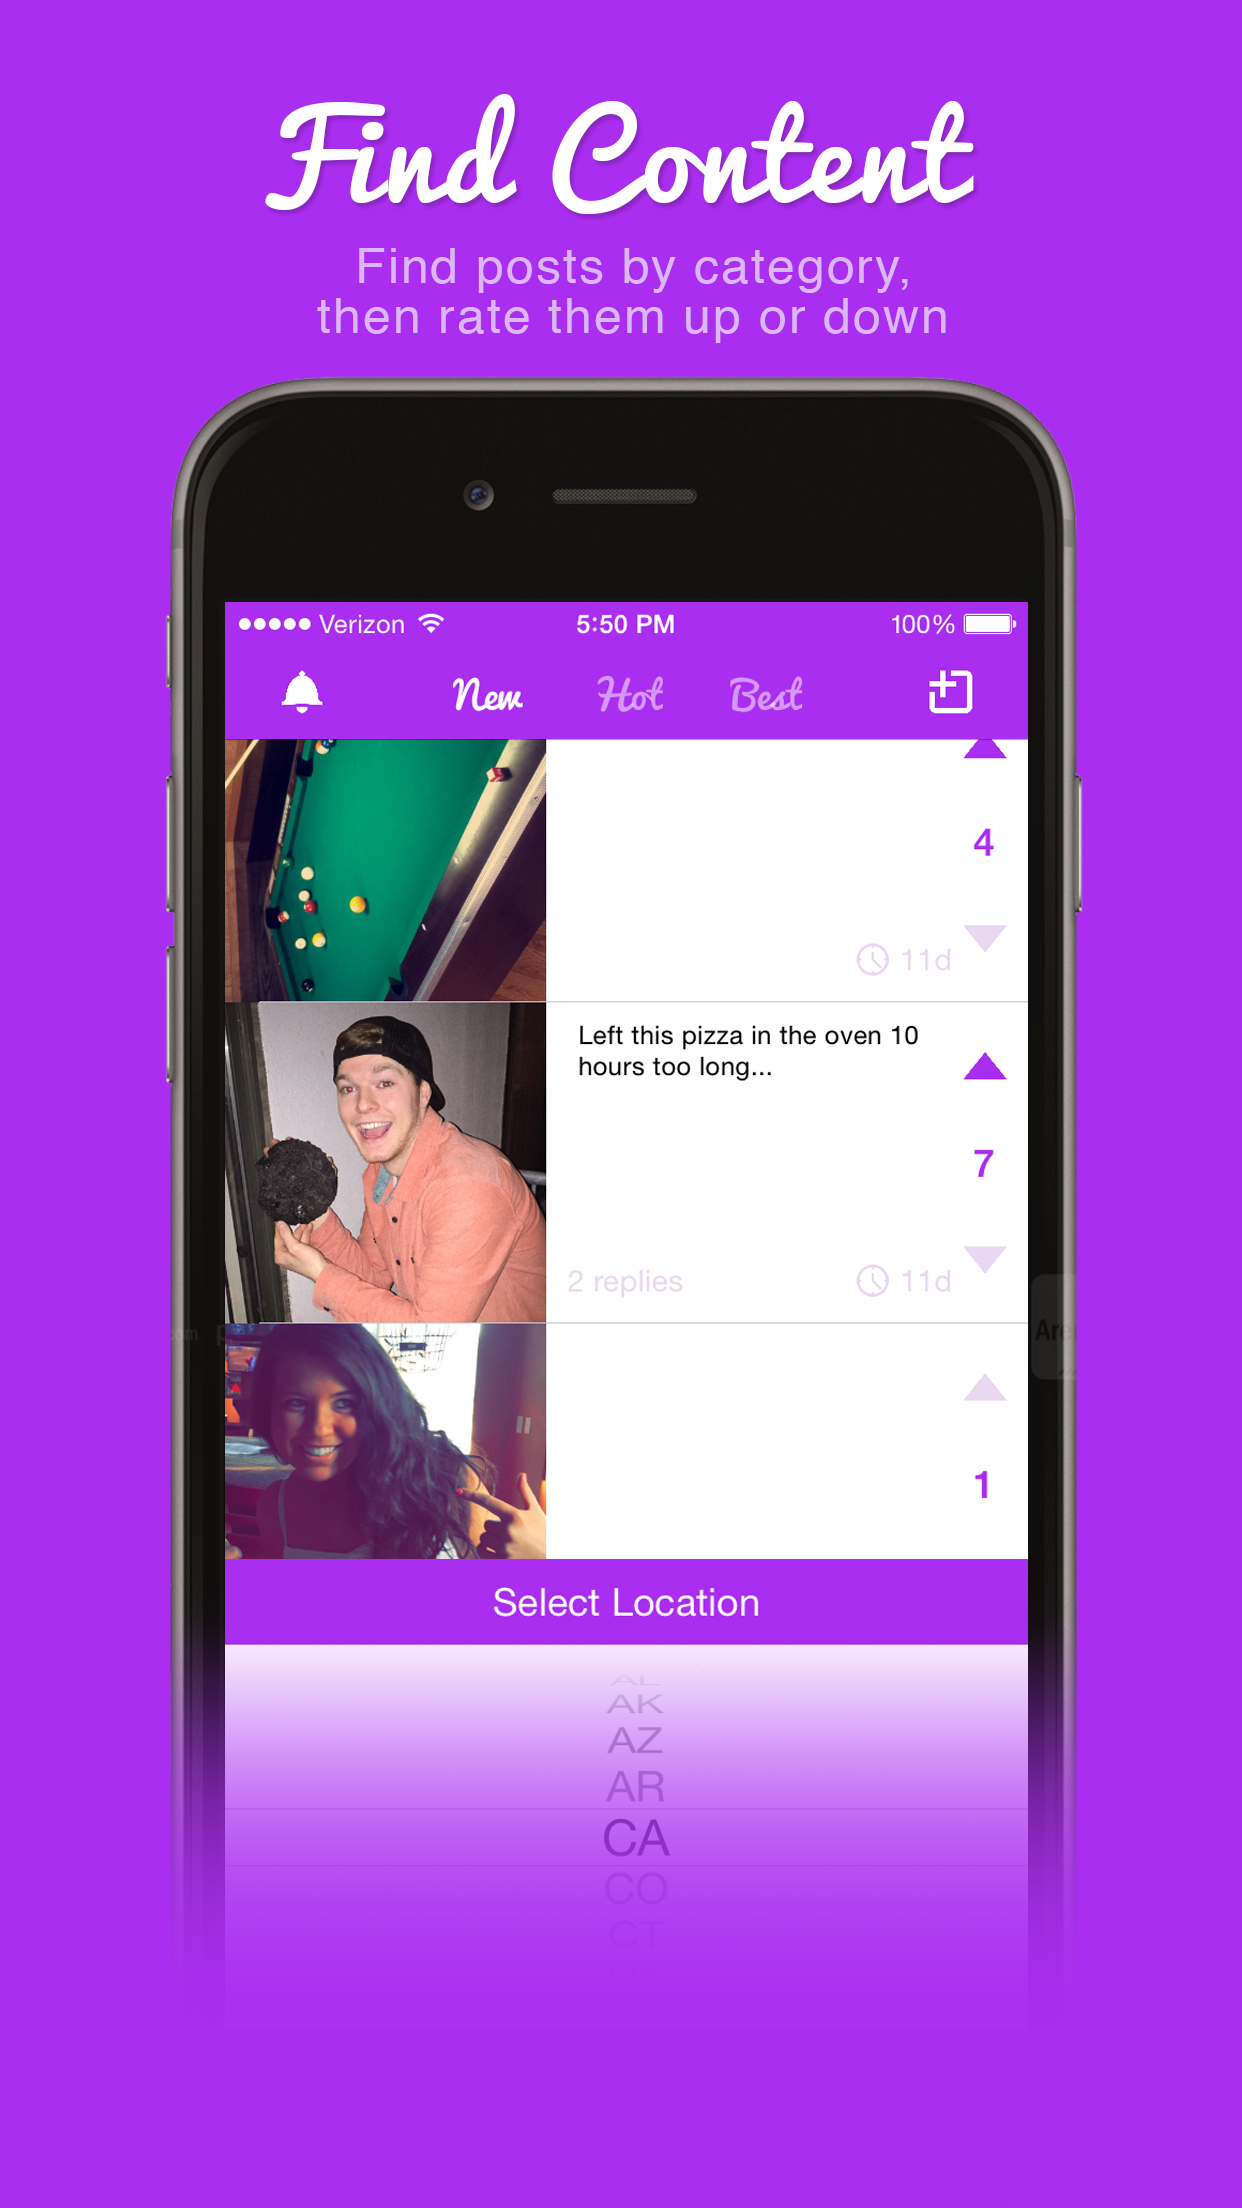 Find Content
Find posts by category,
then rate them up or down
Verizon 5:50 PM 100%
New Hot Best
4
11d
Left this pizza in the oven 10
hours too long...
7
2 replies 11d
1
Select Location
AL
AK
AZ
AR
CA
CO
CT